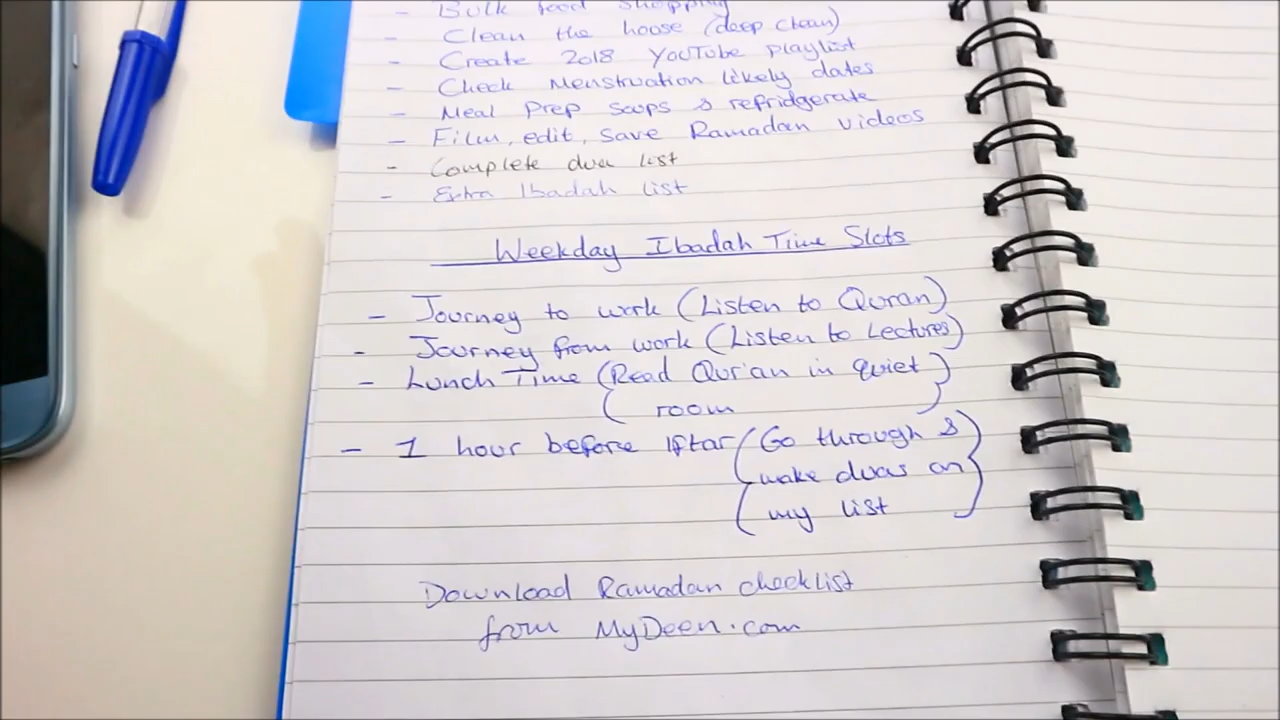 - Bulk food shopping
- Clean the house (deep clean)
- Create 2018 YouTube playlist
- Check Menstruation likely dates
- Meal Prep soups & refridgerate
- Film, edit, save Ramadan videos
- Complete dua list
- Extra Ibadah list
Weekday Ibadah Time Slots
- Journey to work (Listen to Quran)
- Journey from work (Listen to Lectures)
- Lunch Time (Read Qur'an in quiet
room)
- 1 hour before Iftar (Go through &
make duas on
my list)
Download Ramadan checklist
from MyDeen.com